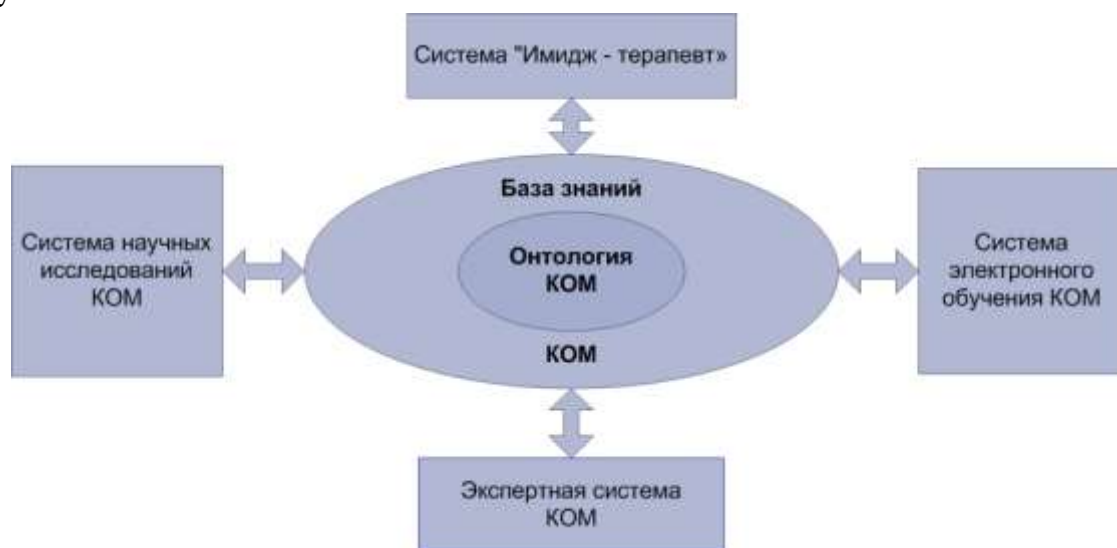 Система "Имидж - терапевт»
База знаний
Онтология
КОМ
КОМ
Система научных
исследований
КОМ
Система
электронного
обучения КОМ
Экспертная система
КОМ